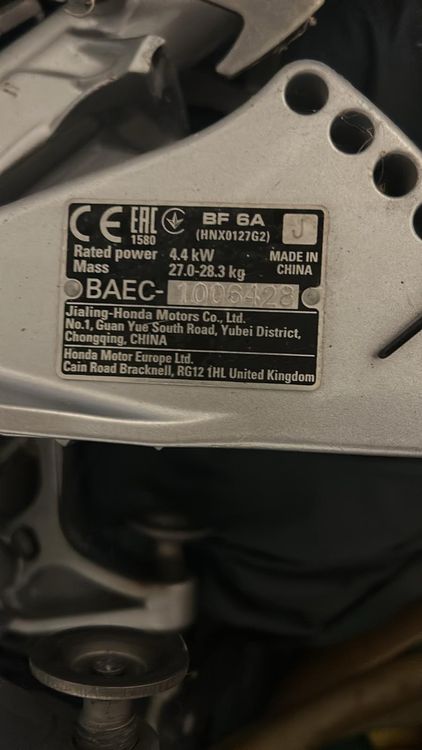 CE EAC BF 6A J
1580 (HNX0127G2)
Rated power 4.4 kW MADE IN
Mass 27.0-28.3 kg CHINA
BAEC- 1006428
Jialing-Honda Motors Co., Ltd.
No.1, Guan Yue South Road, Yubei District,
Chongqing, CHINA
Honda Motor Europe Ltd.
Cain Road Bracknell, RG12 1HL United Kingdom